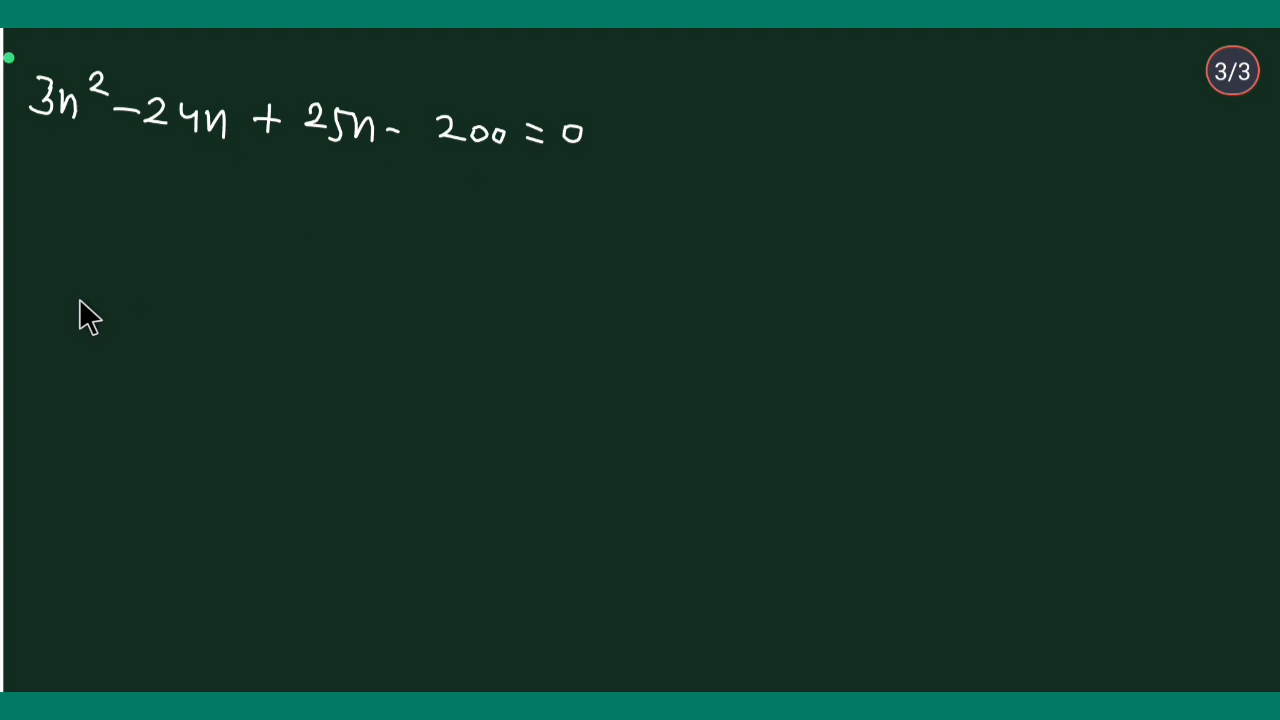 3n² - 24n + 25n - 200 = 0
3/3